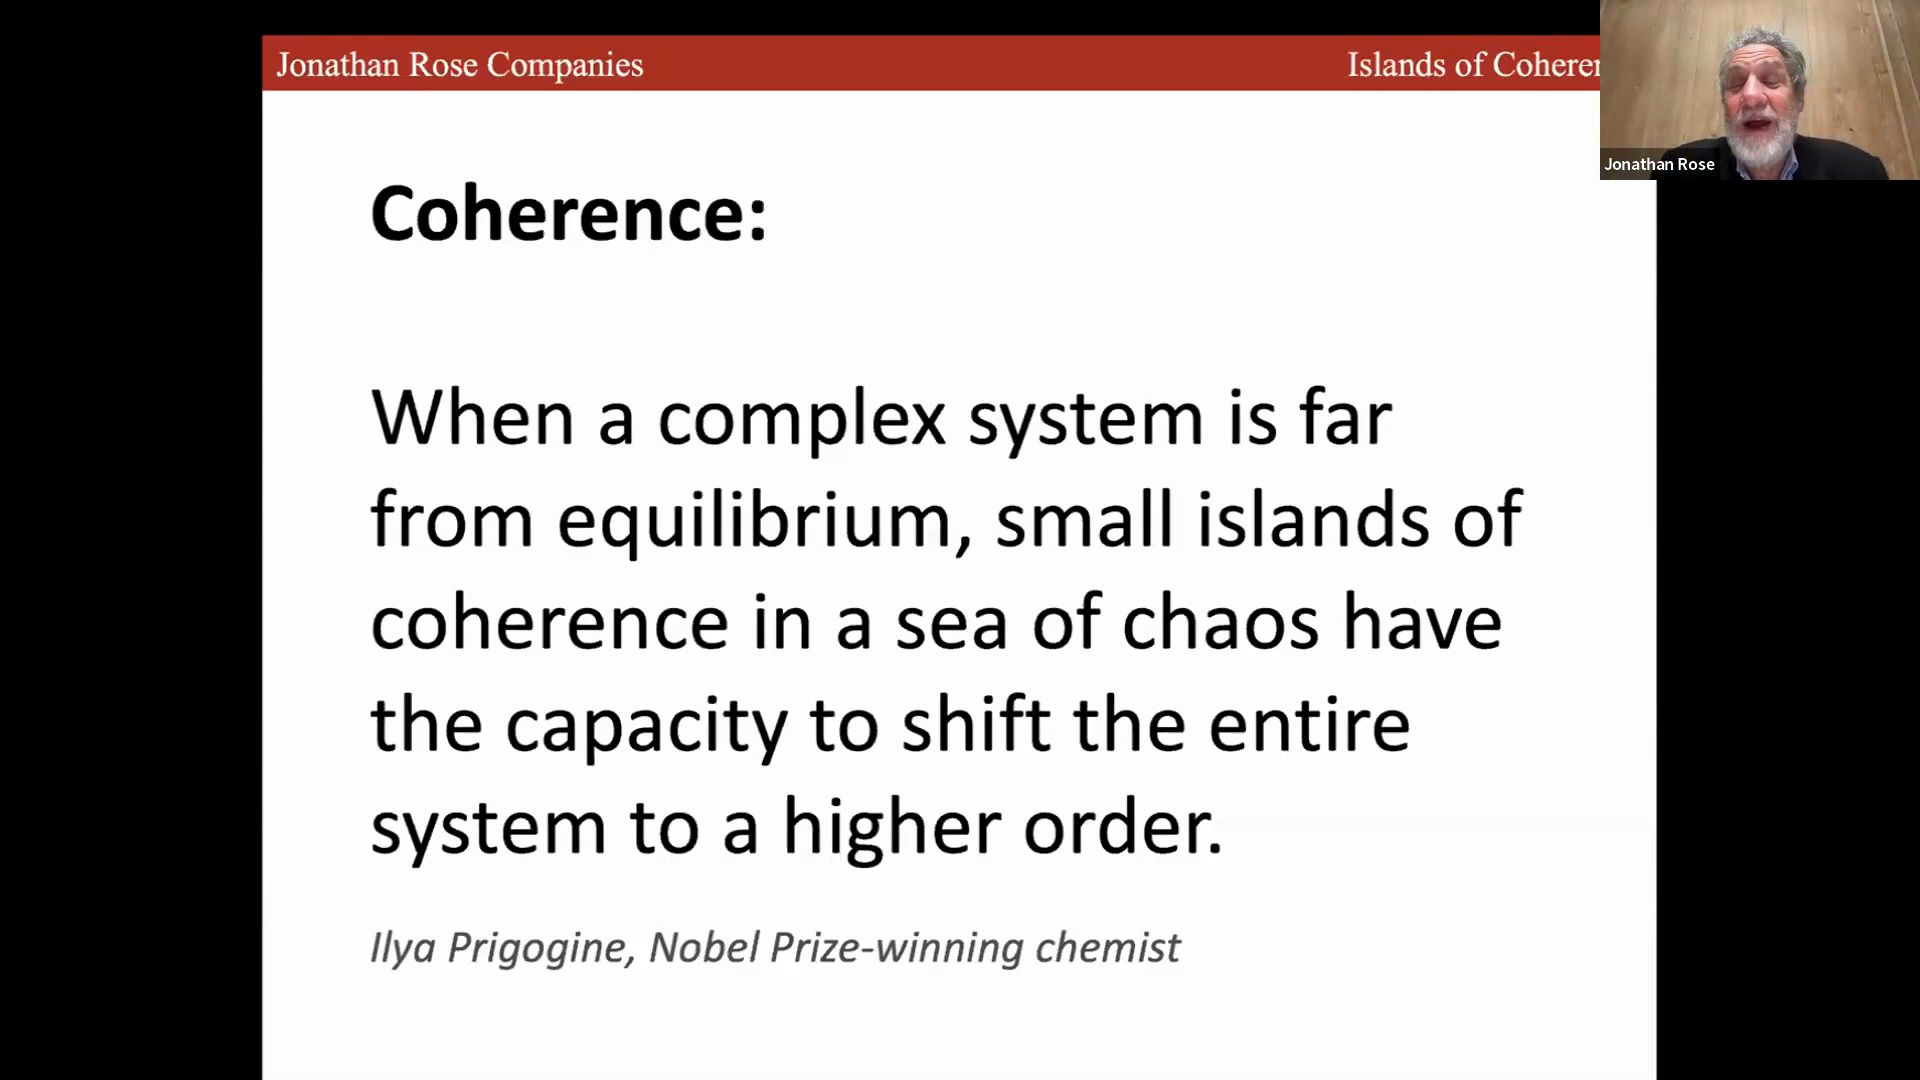 Jonathan Rose Companies
Islands of Coheren
Jonathan Rose
Coherence:
When a complex system is far
from equilibrium, small islands of
coherence in a sea of chaos have
the capacity to shift the entire
system to a higher order.
Ilya Prigogine, Nobel Prize-winning chemist